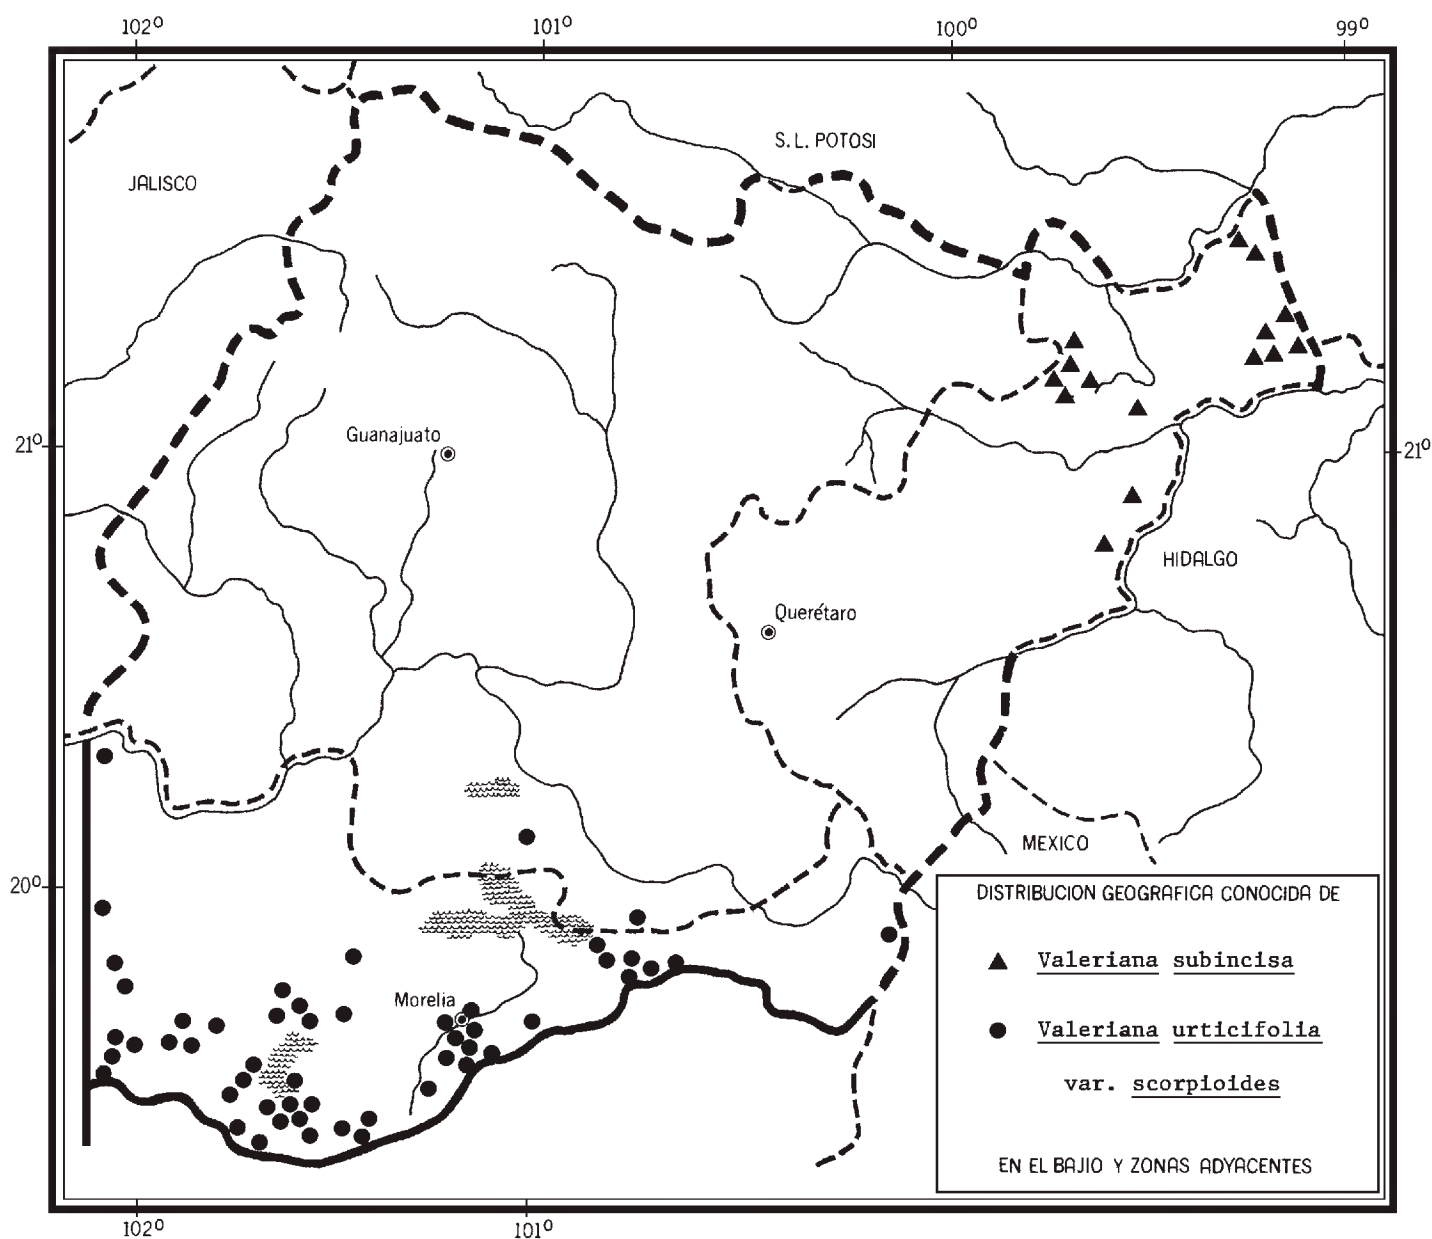 102° 101° 100° 99°
S.L. POTOSI
JALISCO
Guanajuato
21° 21°
HIDALGO
Querétaro
MEXICO
20°
DISTRIBUCION GEOGRAFICA CONOCIDA DE
Valeriana subincisa
Morelia
Valeriana urticifolia
var. scorpioides
EN EL BAJIO Y ZONAS ADYACENTES
102° 101°